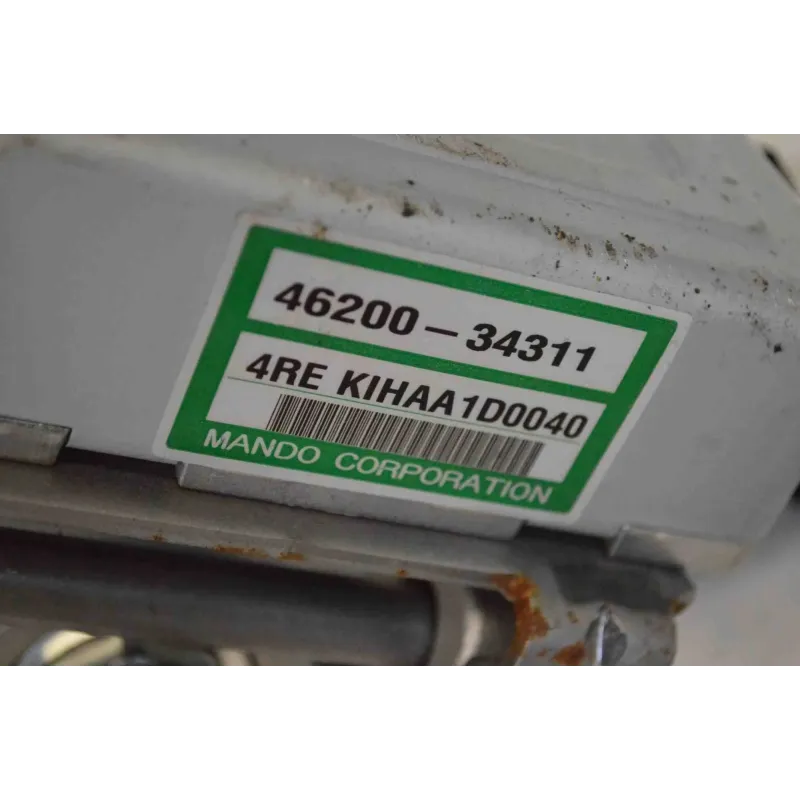 46200-34311
4RE KIHAA1D0040
MANDO CORPORATION